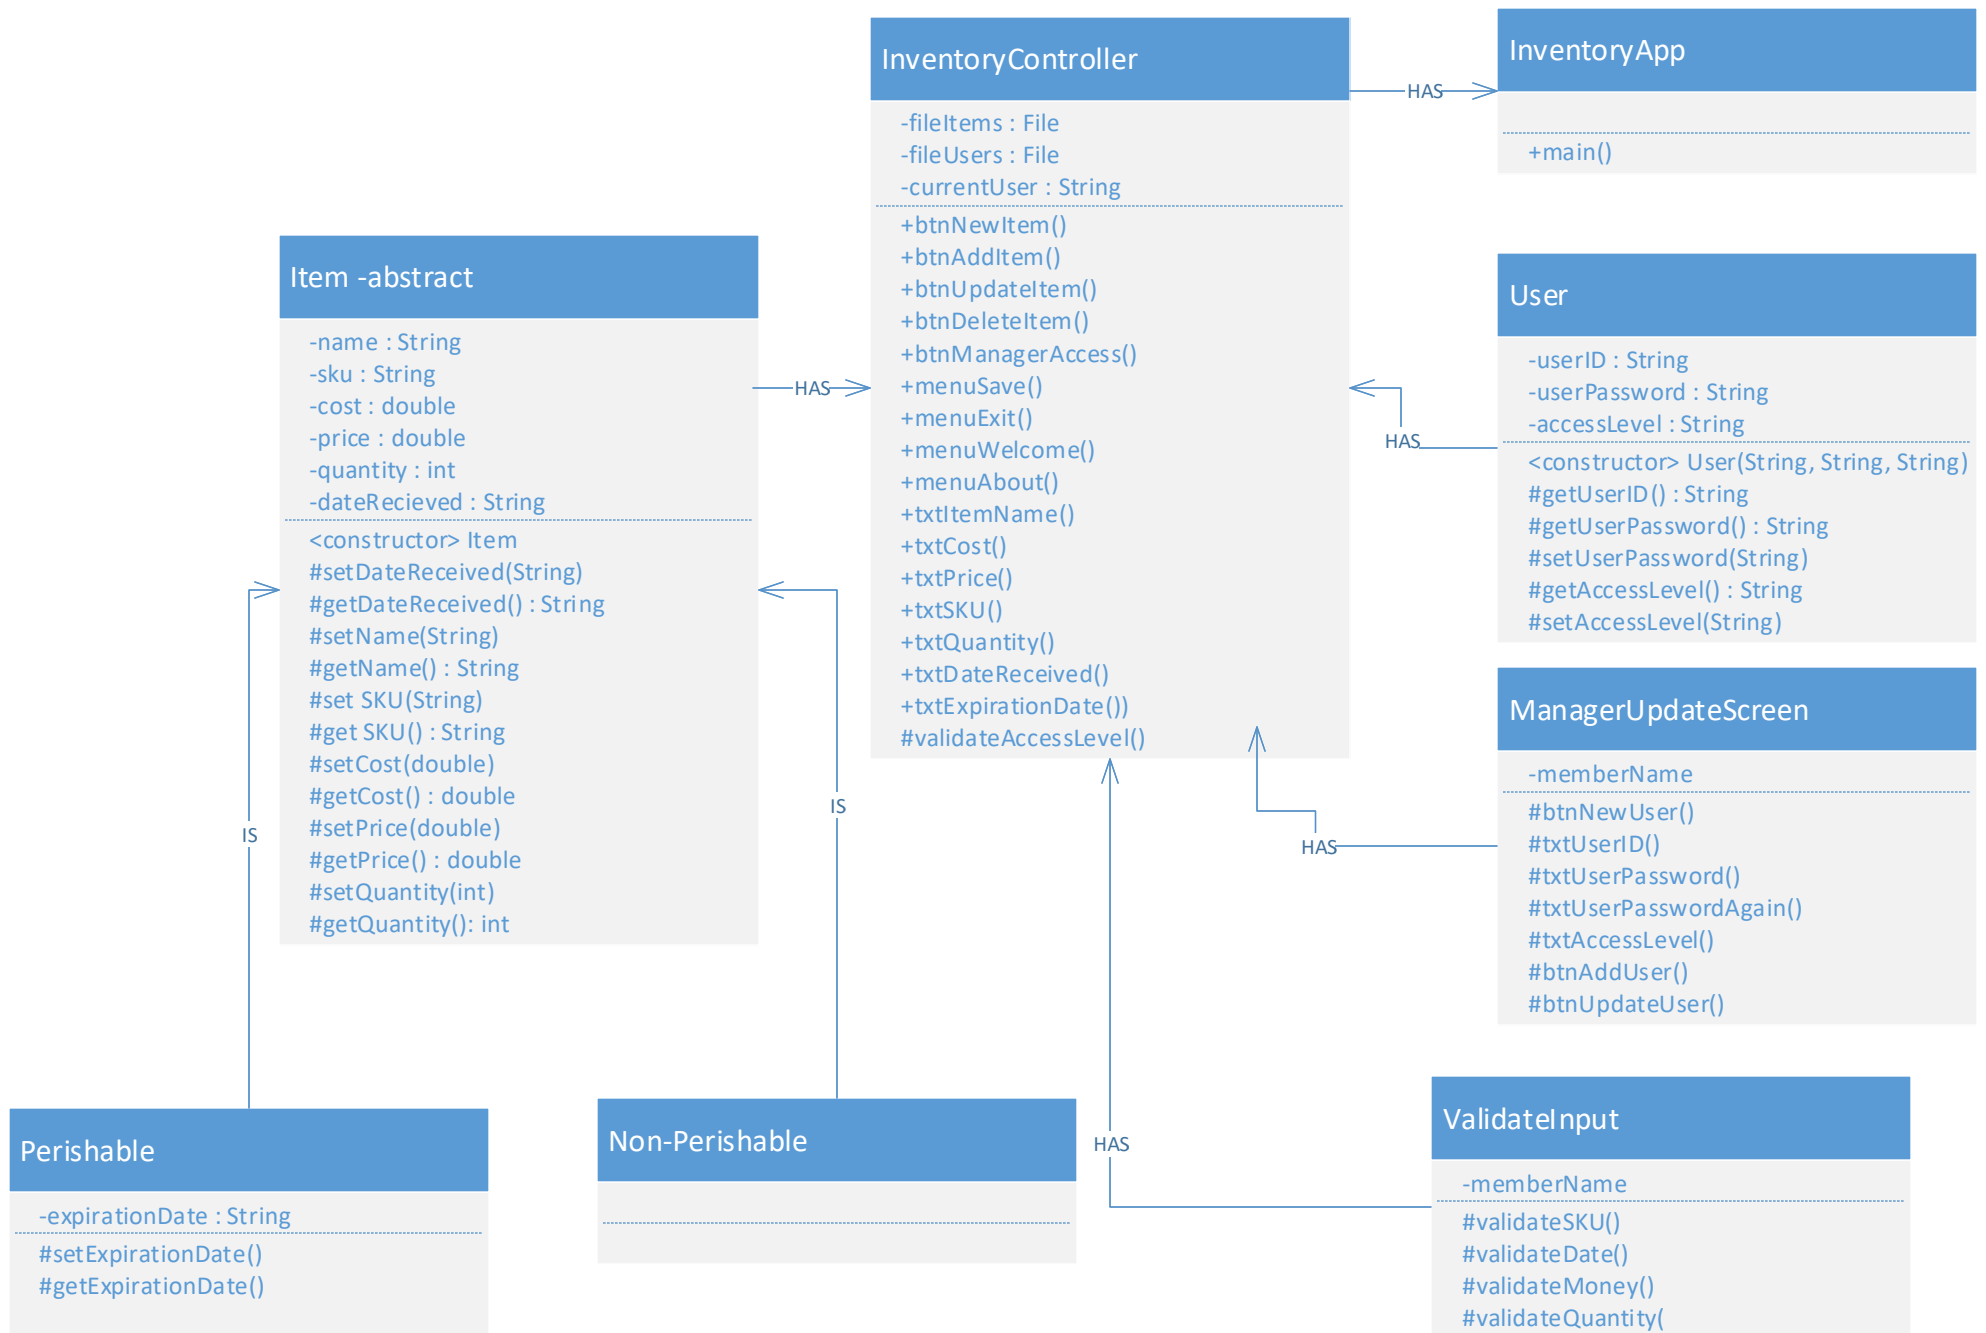 InventoryController
-fileItems : File
-fileUsers : File
-currentUser : String
+btnNewItem()
+btnAddItem()
+btnUpdateItem()
+btnDeleteItem()
+btnManagerAccess()
+menuSave()
+menuExit()
+menuWelcome()
+menuAbout()
+txtItemName()
+txtCost()
+txtPrice()
+txtSKU()
+txtQuantity()
+txtDateReceived()
+txtExpirationDate())
#validateAccessLevel()
HAS
InventoryApp
+main()
Item -abstract
-name : String
-sku : String
-cost : double
-price : double
-quantity : int
-dateRecieved : String
<constructor> Item
#setDateReceived(String)
#getDateReceived() : String
#setName(String)
#getName() : String
#set SKU(String)
#get SKU() : String
#setCost(double)
#getCost() : double
#setPrice(double)
#getPrice() : double
#setQuantity(int)
#getQuantity(): int
HAS
User
-userID : String
-userPassword : String
-accessLevel : String
<constructor> User(String, String, String)
#getUserID() : String
#getUserPassword() : String
#setUserPassword(String)
#getAccessLevel() : String
#setAccessLevel(String)
HAS
ManagerUpdateScreen
-memberName
#btnNewUser()
#txtUserID()
#txtUserPassword()
#txtUserPasswordAgain()
#txtAccessLevel()
#btnAddUser()
#btnUpdateUser()
HAS
IS
IS
Perishable
-expirationDate : String
#setExpirationDate()
#getExpirationDate()
Non-Perishable
HAS
ValidateInput
-memberName
#validateSKU()
#validateDate()
#validateMoney()
#validateQuantity(